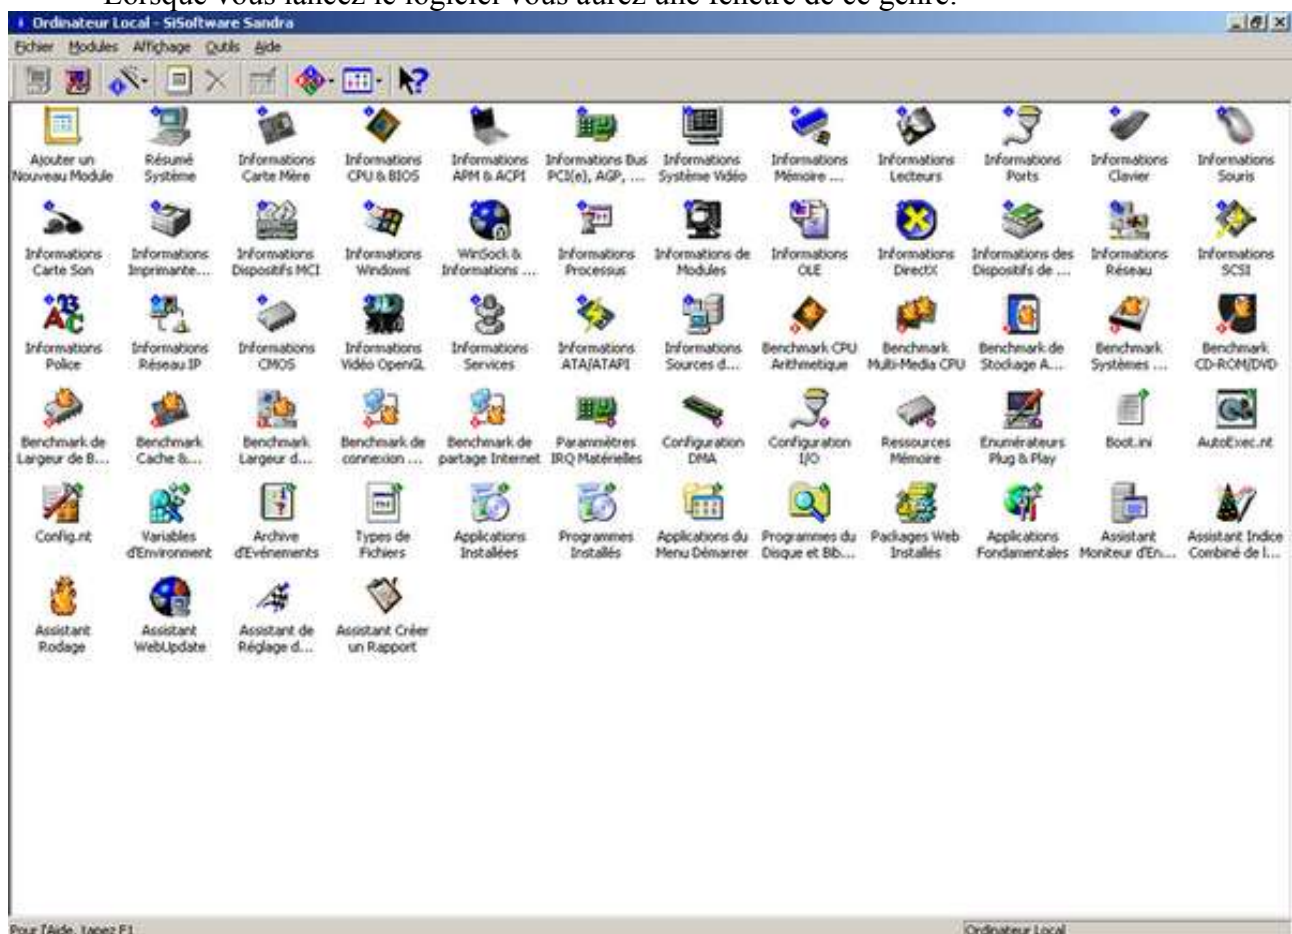 Lorsque vous lancez le logiciel vous aurez une fenêtre de ce genre:
Ordinateur Local - SiSoftware Sandra
Fichier Modules Affichage Outils Aide
Ajouter un Résumé Informations Informations Informations Informations Bus Informations Informations Informations Informations Informations Informations
Nouveau Module Système Carte Mère CPU & BIOS APM & ACPI PCI(e), AGP, ... Système Vidéo Mémoire ... Lecteurs Ports Clavier Souris
Informations Informations Informations Informations WinSock & Informations Informations de Informations Informations Informations des Informations Informations
Carte Son Imprimante... Dispositifs MCI Windows Informations ... Processus Modules OLE DirectX Dispositifs de ... Réseau SCSI
Informations Informations Informations Informations Informations Informations Informations Benchmark CPU Benchmark Benchmark de Benchmark Benchmark
Police Réseau IP CMOS Vidéo OpenGL Services ATA/ATAPI Sources d... Arithmetique Multi-Media CPU Stockage A... Systèmes ... CD-ROM/DVD
Benchmark de Benchmark Benchmark Benchmark de Benchmark de Paramètres Configuration Configuration Ressources Enumérateurs Boot.ini AutoExec.nt
Largeur de B... Cache &... Largeur d... connexion ... partage Internet IRQ Matérielles DMA I/O Mémoire Plug & Play
Config.nt Variables Archive Types de Applications Programmes Applications du Programmes du Packages Web Applications Assistant Assistant Indice
d'Environment d'Evénements Fichiers Installées Installés Menu Démarrer Disque et Bib... Installés Fondamentales Moniteur d'En... Combiné de l...
Assistant Assistant Assistant de Assistant Créer
Rodage WebUpdate Réglage d... un Rapport
Pour l'Aide, tapez F1 Ordinateur Local